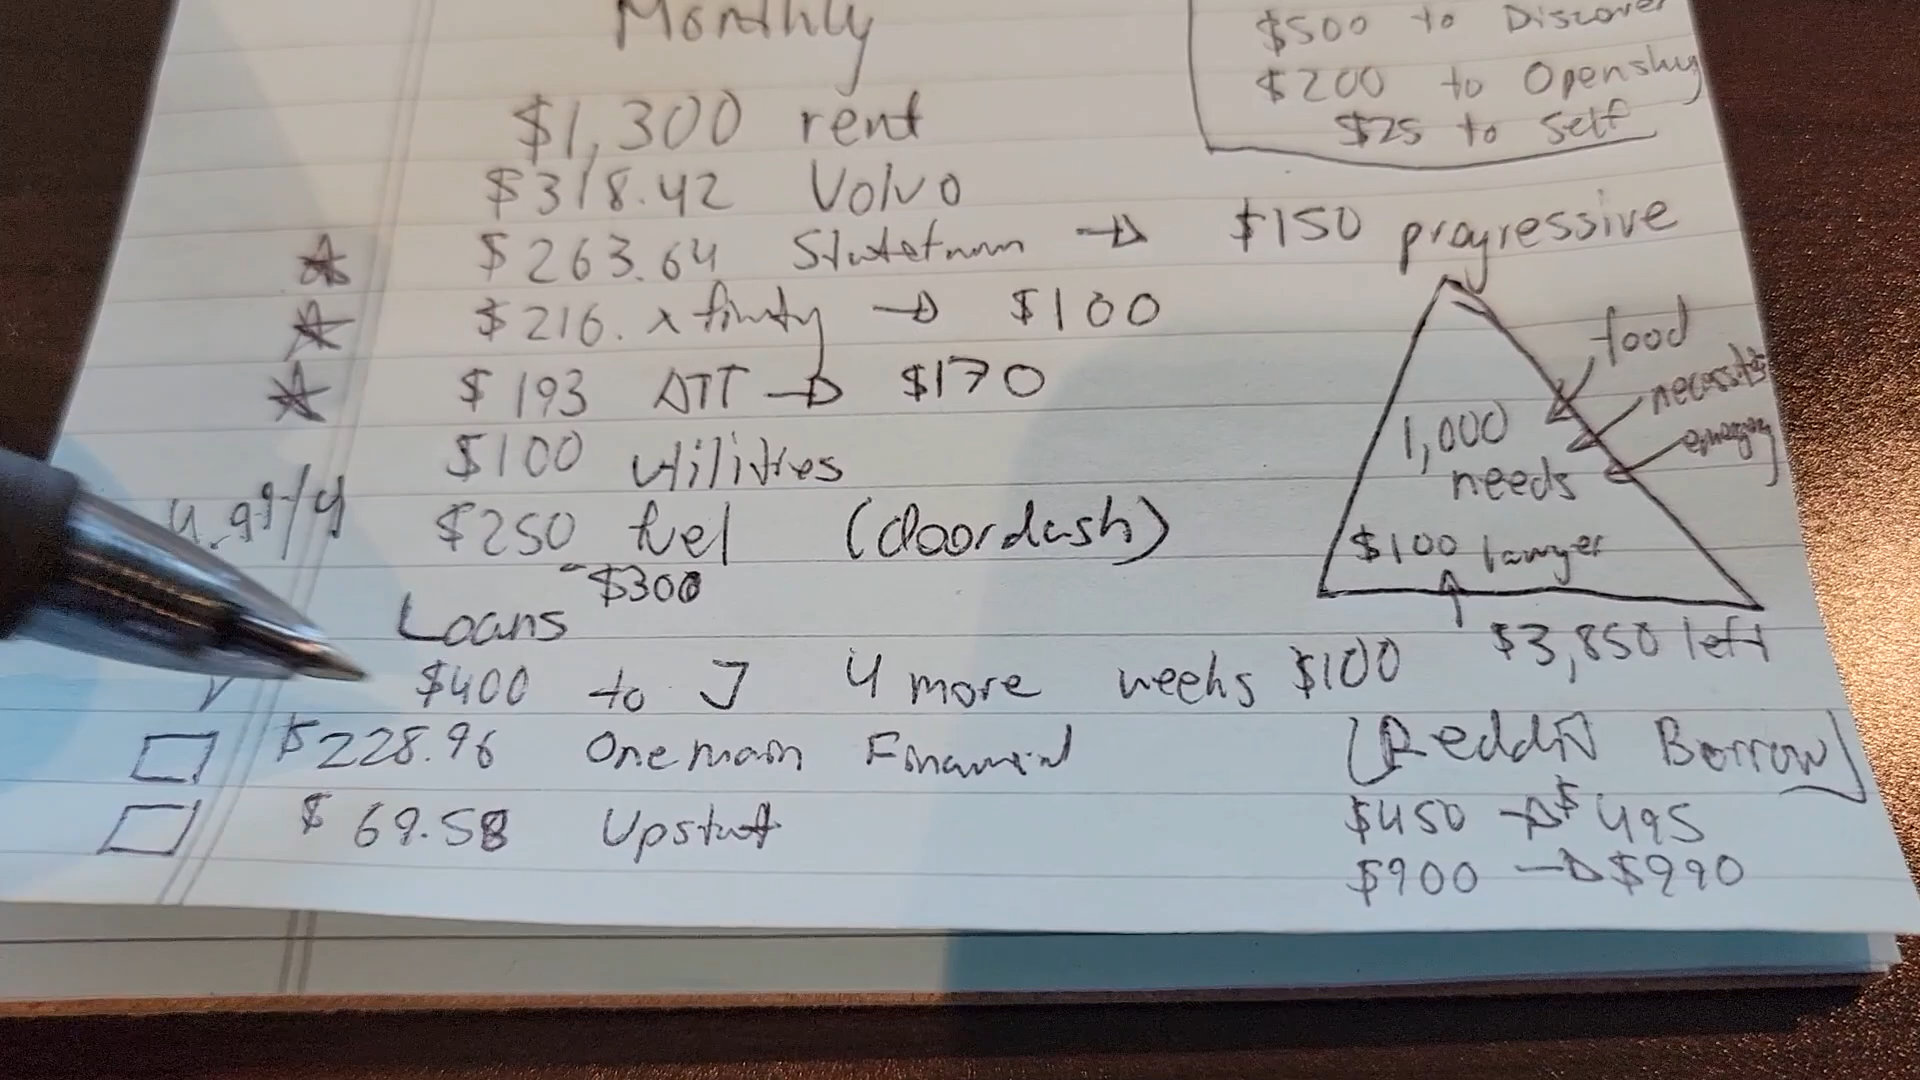 Monthly
$500 to Discover
$200 to Opensky
$25 to Self
$1,300 rent
$318.42 Volvo
$263.64 Statefarm → $150 progressive
$216. xfinity → $100
$193 ATT → $170
$100 utilities
$250 fuel (doordash)
-$300
food
necessities
emergency
1,000
needs
$100 lawyer
$3,850 left
Loans
$400 to J 4 more weeks $100
$228.96 Onemain Financial
$69.58 Upstart
[Reddit Borrow]
$450 → $495
$900 → $990